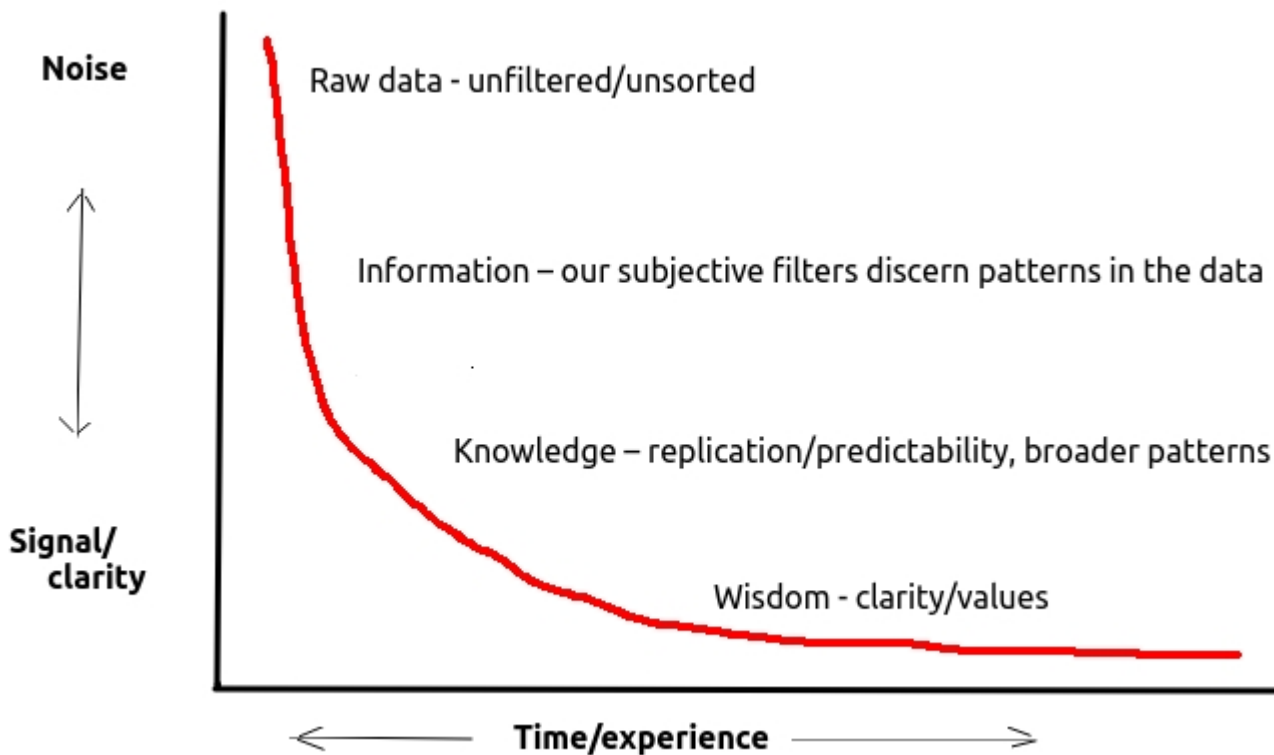 Noise
Raw data - unfiltered/unsorted
Information – our subjective filters discern patterns in the data
Knowledge – replication/predictability, broader patterns
Signal/
clarity
Wisdom - clarity/values
Time/experience